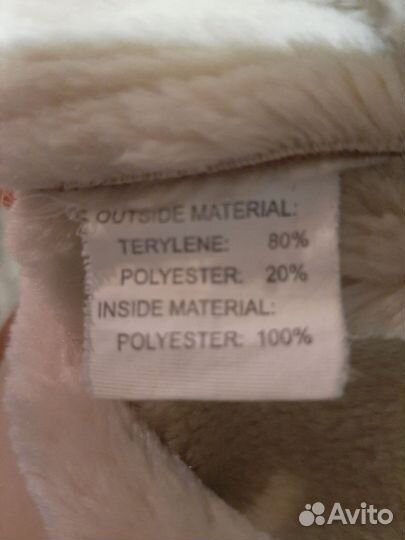 OUTSIDE MATERIAL:
TERYLENE: 80%
POLYESTER: 20%
INSIDE MATERIAL:
POLYESTER: 100%
Avito